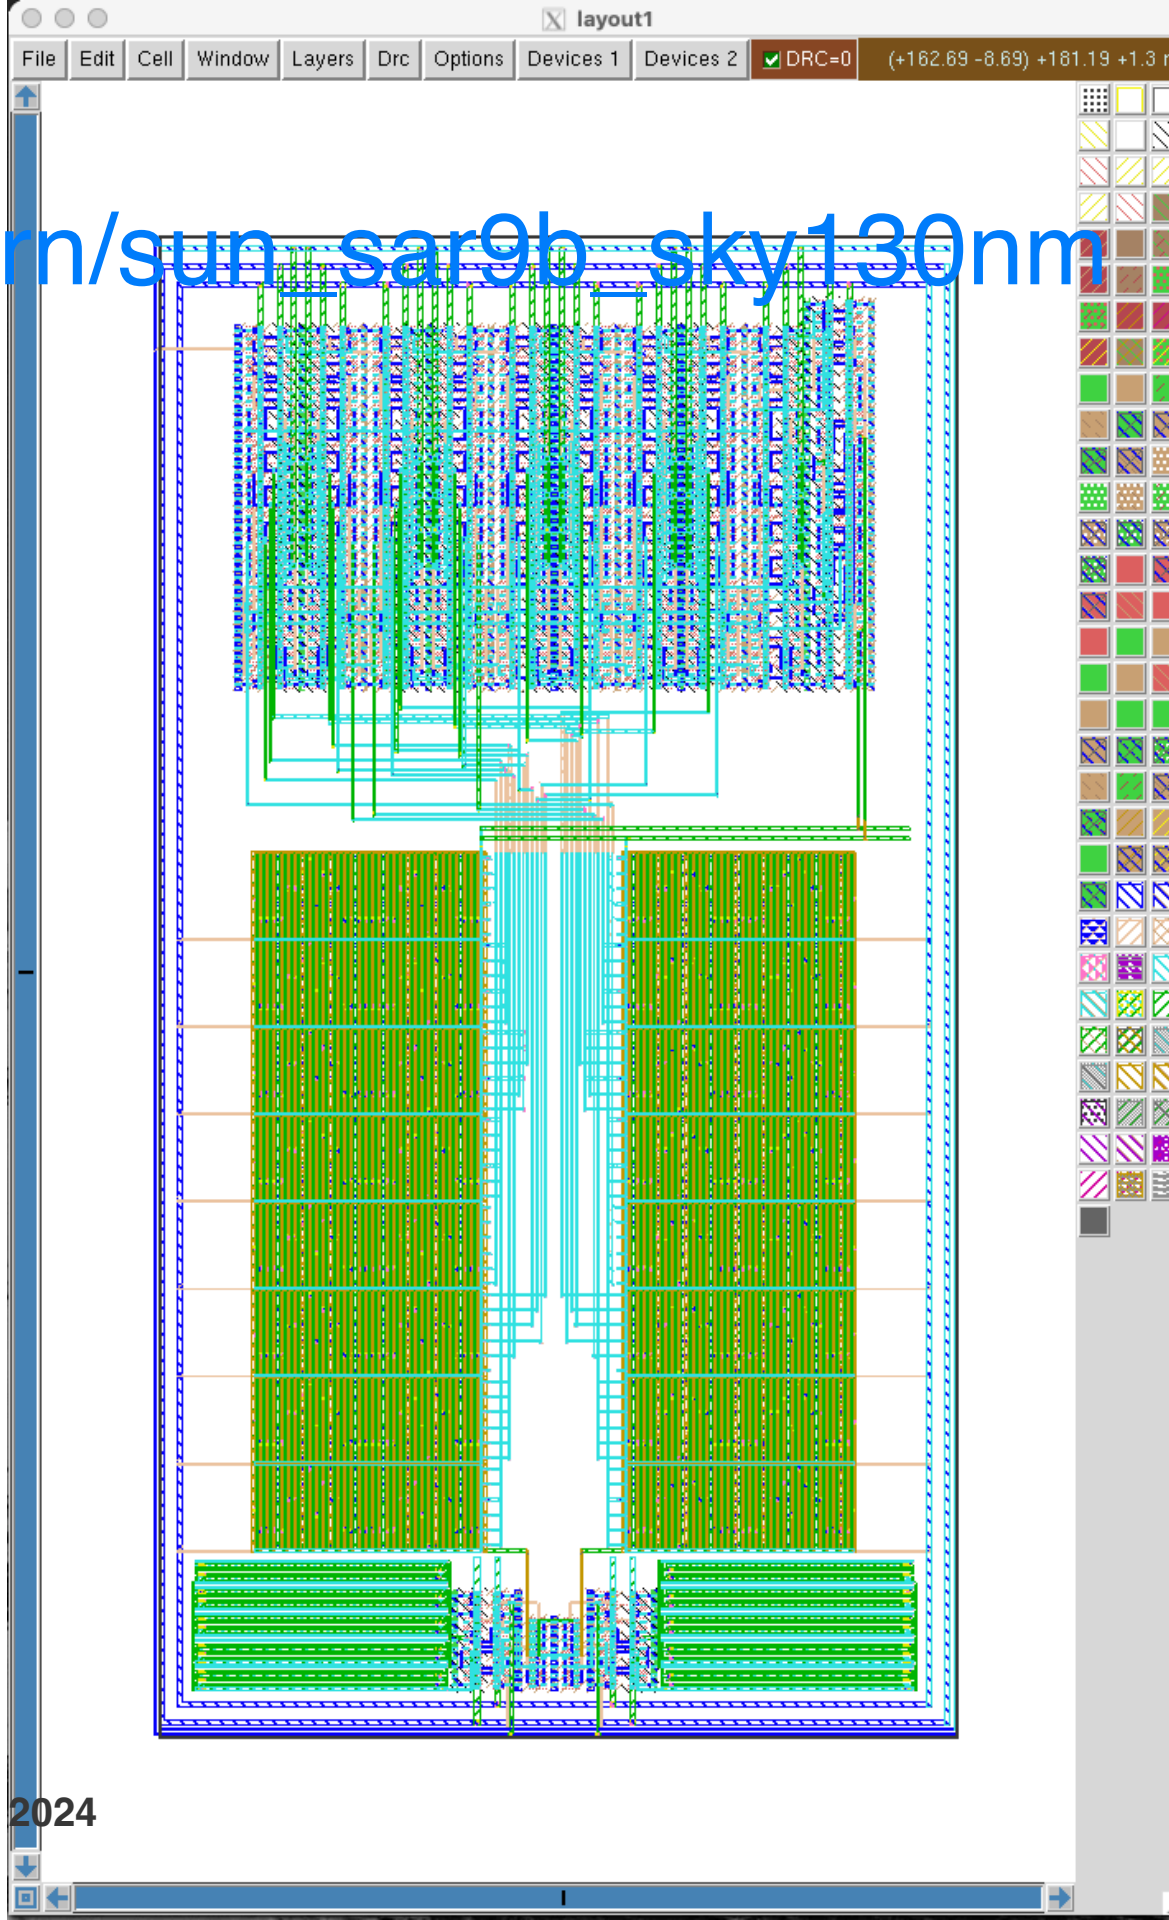 layout1
File Edit Cell Window Layers Drc Options Devices 1 Devices 2 DRC=0 (+162.69 -8.69) +181.19 +1.3
rn/sun_sar9b_sky130nm
2024